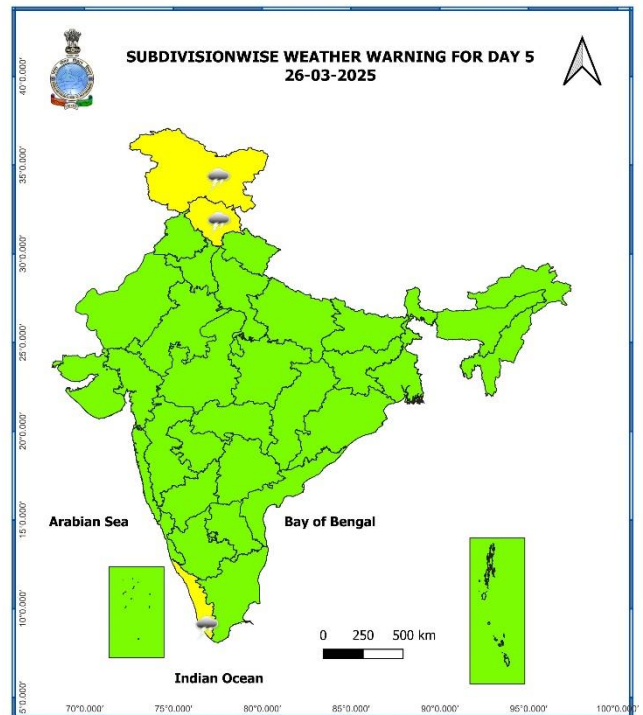 SUBDIVISIONWISE WEATHER WARNING FOR DAY 5
26-03-2025
40°0.000'
35°0.000'
30°0.000'
25°0.000'
20°0.000'
15°0.000'
10°0.000'
5°0.000'
Arabian Sea
Bay of Bengal
0 250 500 km
Indian Ocean
70°0.000' 75°0.000' 80°0.000' 85°0.000' 90°0.000' 95°0.000' 100°0.000'